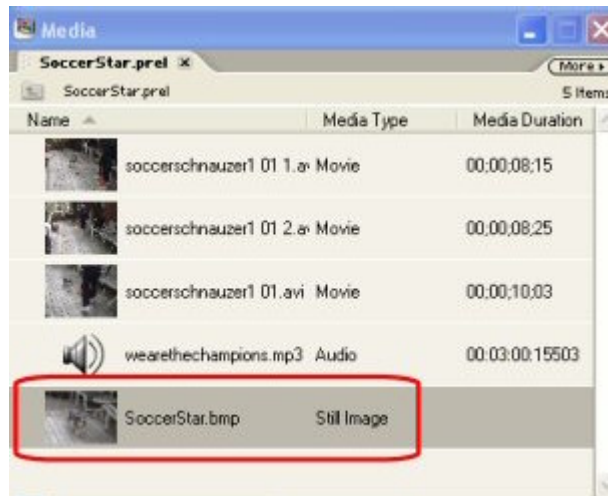 Media
SoccerStar.prel ×
More
SoccerStar.prel
5 Items
Name Media Type Media Duration
soccerschnauzer1 01 1.av Movie 00;00;08;15
soccerschnauzer1 01 2.av Movie 00;00;08;25
soccerschnauzer1 01.avi Movie 00;00;10;03
wearethechampions.mp3 Audio 00:03:00:15503
SoccerStar.bmp Still Image